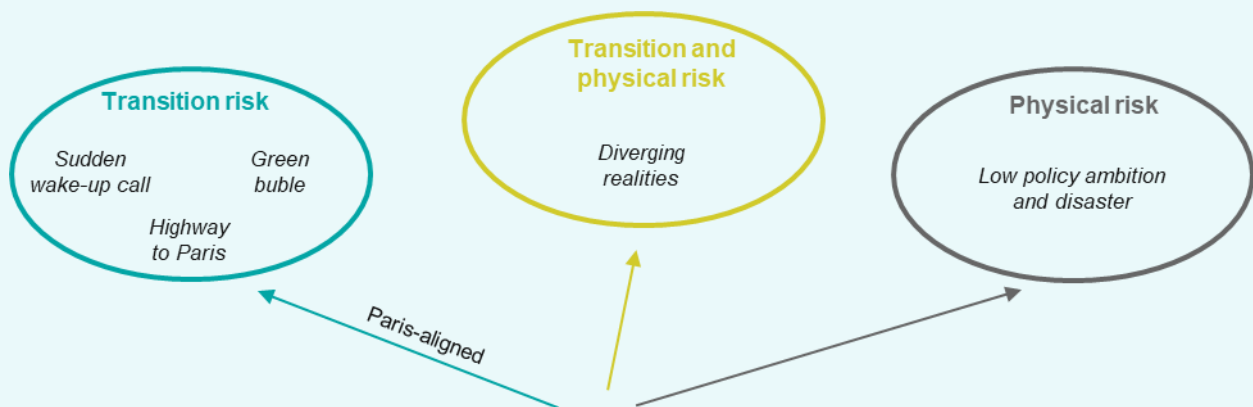 Transition risk
Sudden
wake-up call
Green
buble
Highway
to Paris
Transition and
physical risk
Diverging
realities
Physical risk
Low policy ambition
and disaster
Paris-aligned